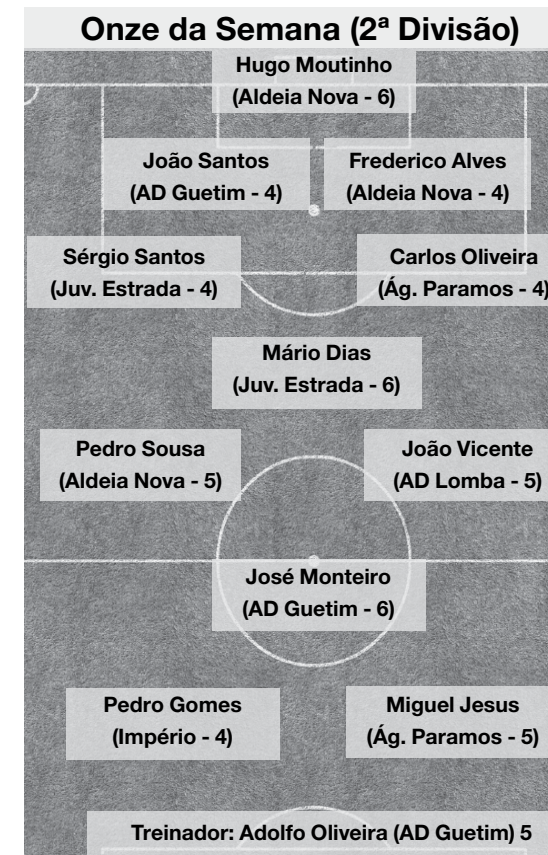 Onze da Semana (2ª Divisão)
Hugo Moutinho
(Aldeia Nova - 6)
João Santos
(AD Guetim - 4)
Frederico Alves
(Aldeia Nova - 4)
Sérgio Santos
(Juv. Estrada - 4)
Carlos Oliveira
(Ág. Paramos - 4)
Mário Dias
(Juv. Estrada - 6)
Pedro Sousa
(Aldeia Nova - 5)
João Vicente
(AD Lomba - 5)
José Monteiro
(AD Guetim - 6)
Pedro Gomes
(Império - 4)
Miguel Jesus
(Ág. Paramos - 5)
Treinador: Adolfo Oliveira (AD Guetim) 5